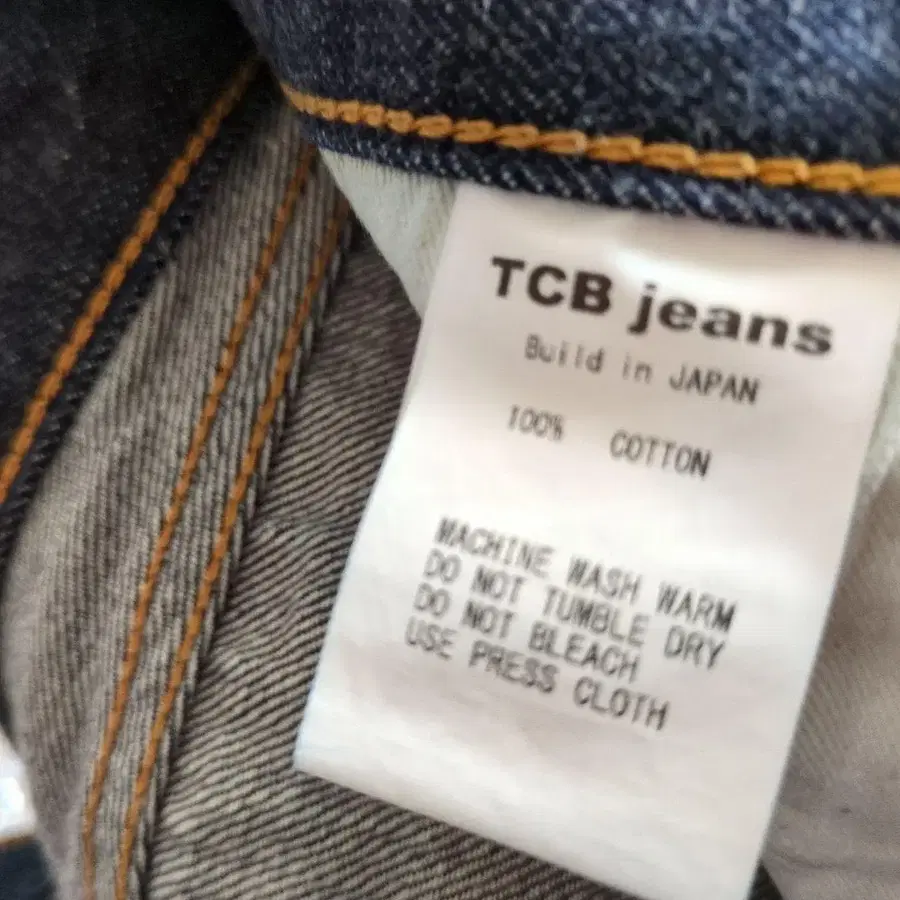 TCB jeans
Build in JAPAN
100% COTTON
MACHINE WASH WARM
DO NOT TUMBLE DRY
DO NOT BLEACH
USE PRESS CLOTH